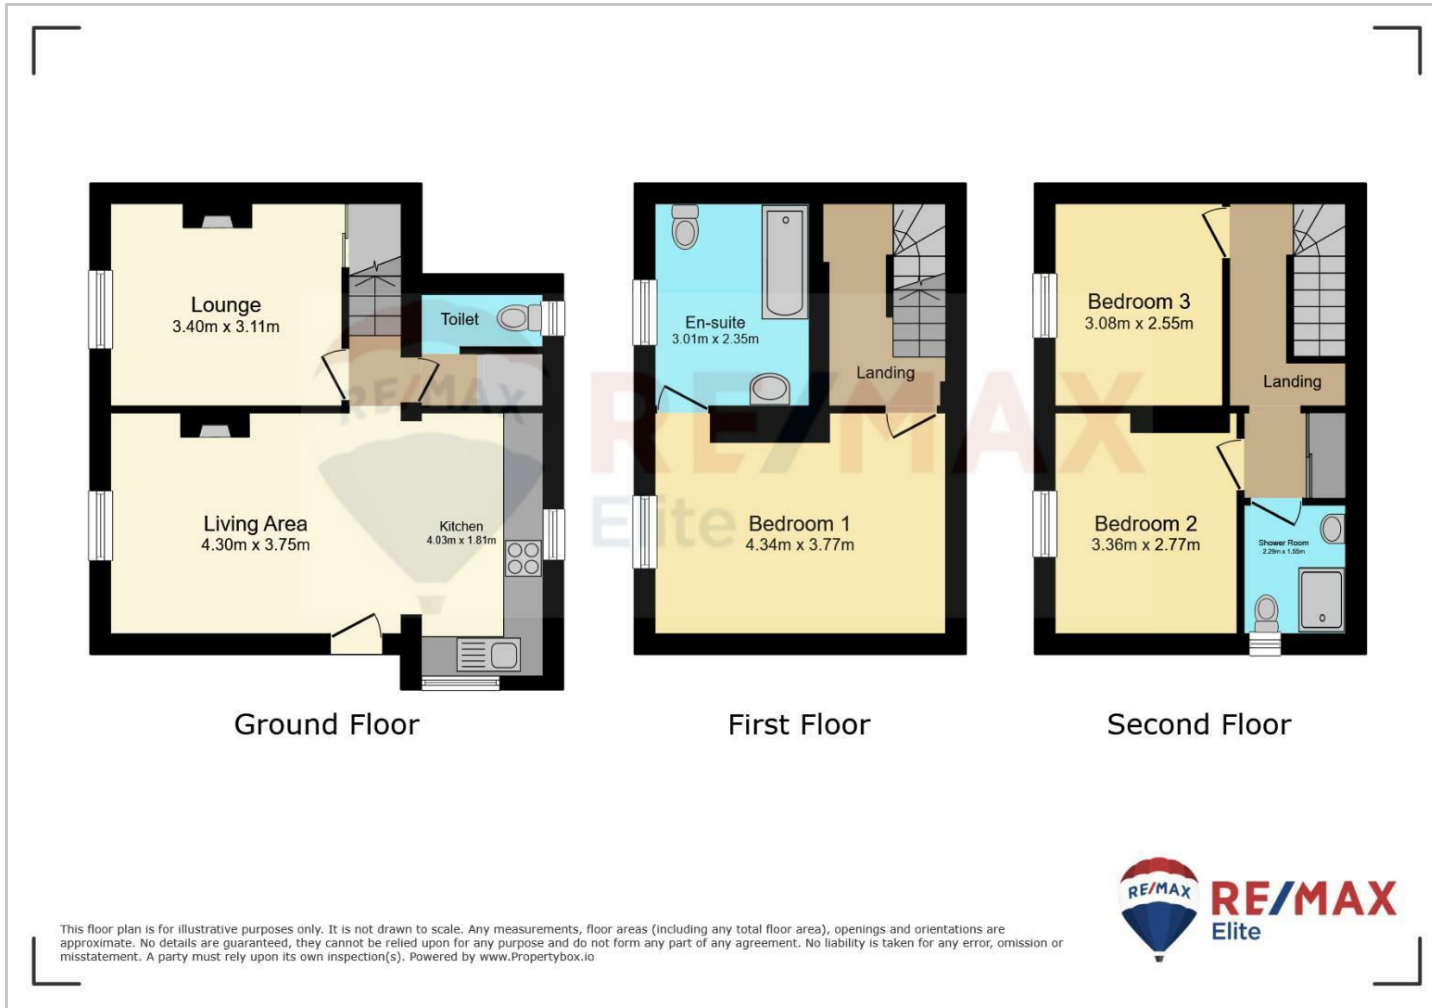 Lounge
3.40m x 3.11m
Toilet
Living Area
4.30m x 3.75m
Kitchen
4.03m x 1.81m
Ground Floor
En-suite
3.01m x 2.35m
Landing
Bedroom 1
4.34m x 3.77m
First Floor
Bedroom 3
3.08m x 2.55m
Landing
Bedroom 2
3.36m x 2.77m
Shower Room
2.29m x 1.55m
Second Floor
RE/MAX
RE/MAX
Elite
RE/MAX
RE/MAX
Elite
This floor plan is for illustrative purposes only. It is not drawn to scale. Any measurements, floor areas (including any total floor area), openings and orientations are
approximate. No details are guaranteed, they cannot be relied upon for any purpose and do not form any part of any agreement. No liability is taken for any error, omission or
misstatement. A party must rely upon its own inspection(s). Powered by www.Propertybox.io